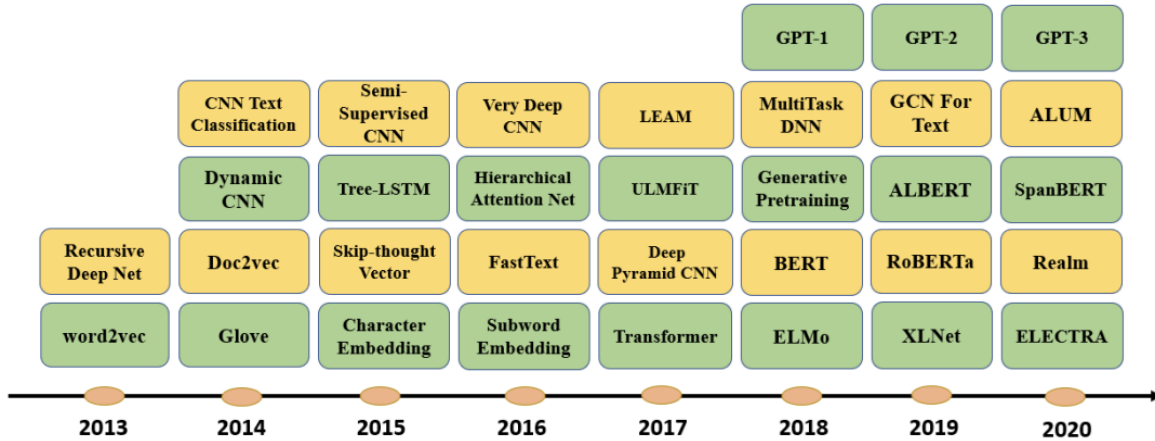 GPT-1
GPT-2
GPT-3
CNN Text
Classification
Semi-
Supervised
CNN
Very Deep
CNN
LEAM
MultiTask
DNN
GCN For
Text
ALUM
Dynamic
CNN
Tree-LSTM
Hierarchical
Attention Net
ULMFiT
Generative
Pretraining
ALBERT
SpanBERT
Recursive
Deep Net
Doc2vec
Skip-thought
Vector
FastText
Deep
Pyramid CNN
BERT
RoBERTa
Realm
word2vec
Glove
Character
Embedding
Subword
Embedding
Transformer
ELMo
XLNet
ELECTRA
2013
2014
2015
2016
2017
2018
2019
2020